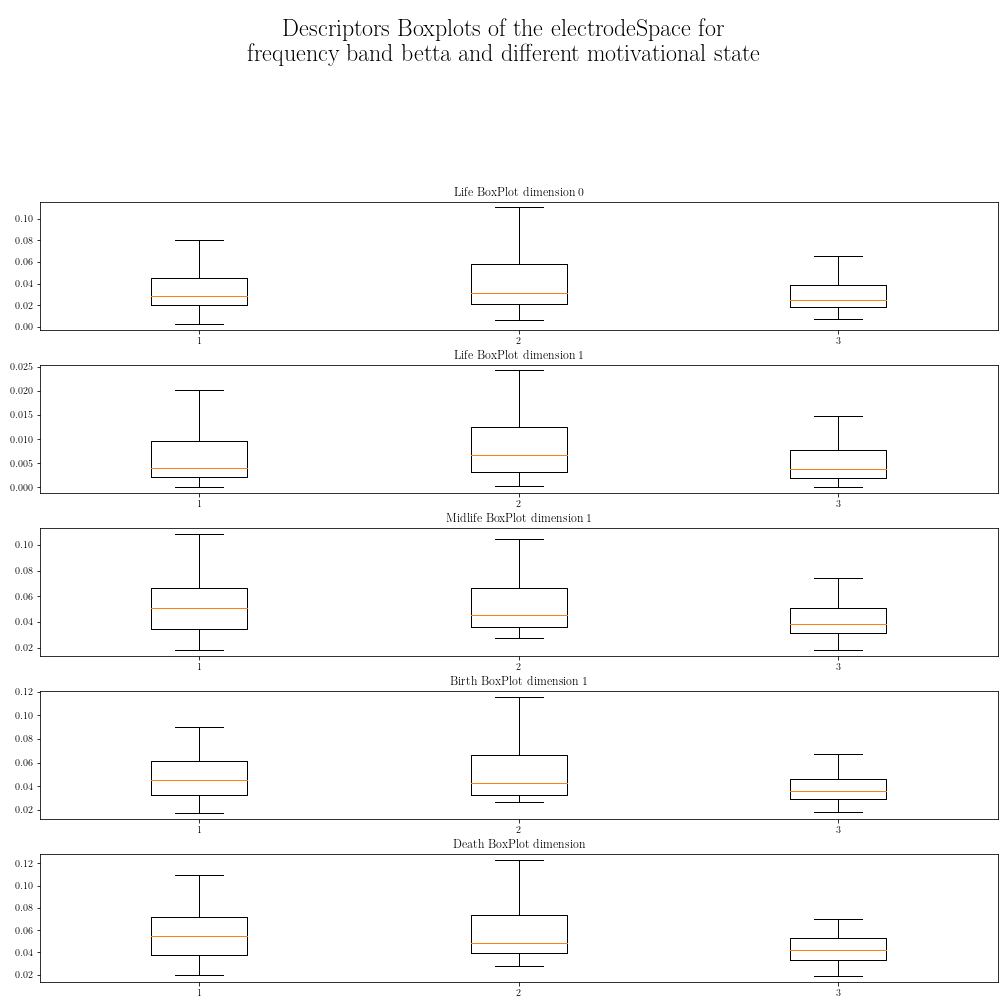 Descriptors Boxplots of the electrodeSpace for
frequency band betta and different motivational state
Life BoxPlot dimension 0
0.10
0.08
0.06
0.04
0.02
0.00
1 2 3
Life BoxPlot dimension 1
0.025
0.020
0.015
0.010
0.005
0.000
1 2 3
Midlife BoxPlot dimension 1
0.10
0.08
0.06
0.04
0.02
1 2 3
Birth BoxPlot dimension 1
0.12
0.10
0.08
0.06
0.04
0.02
1 2 3
Death BoxPlot dimension
0.12
0.10
0.08
0.06
0.04
0.02
1 2 3